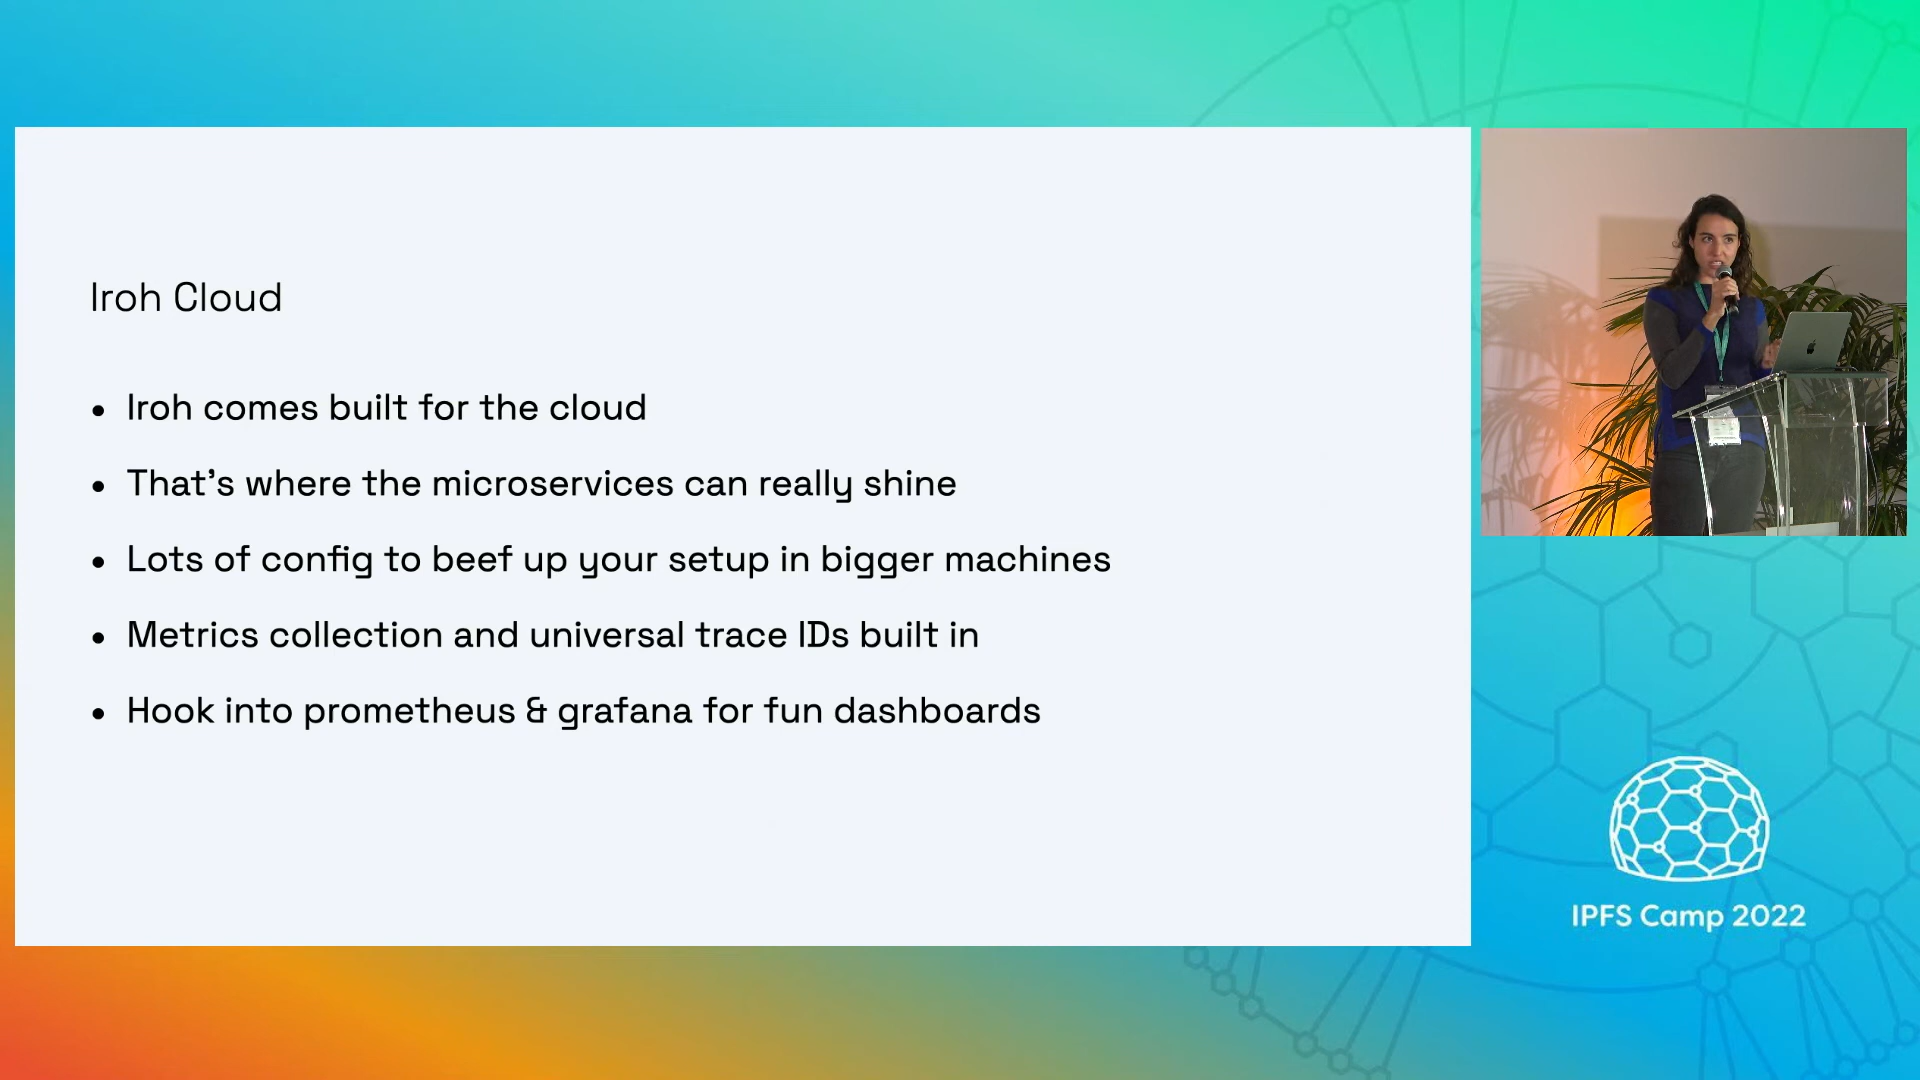 Iroh Cloud
• Iroh comes built for the cloud
• That’s where the microservices can really shine
• Lots of config to beef up your setup in bigger machines
• Metrics collection and universal trace IDs built in
• Hook into prometheus & grafana for fun dashboards
IPFS Camp 2022